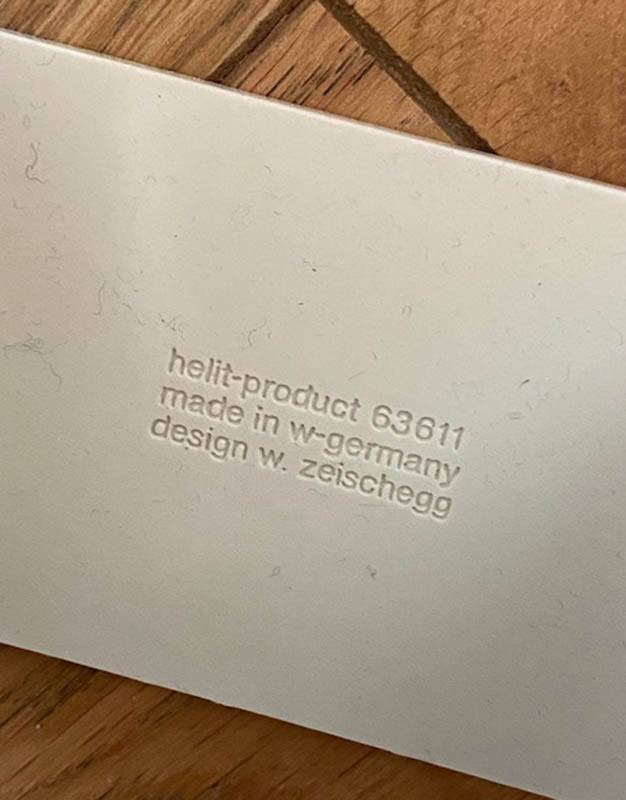 helit-product 63611
made in w-germany
design w. zeischegg